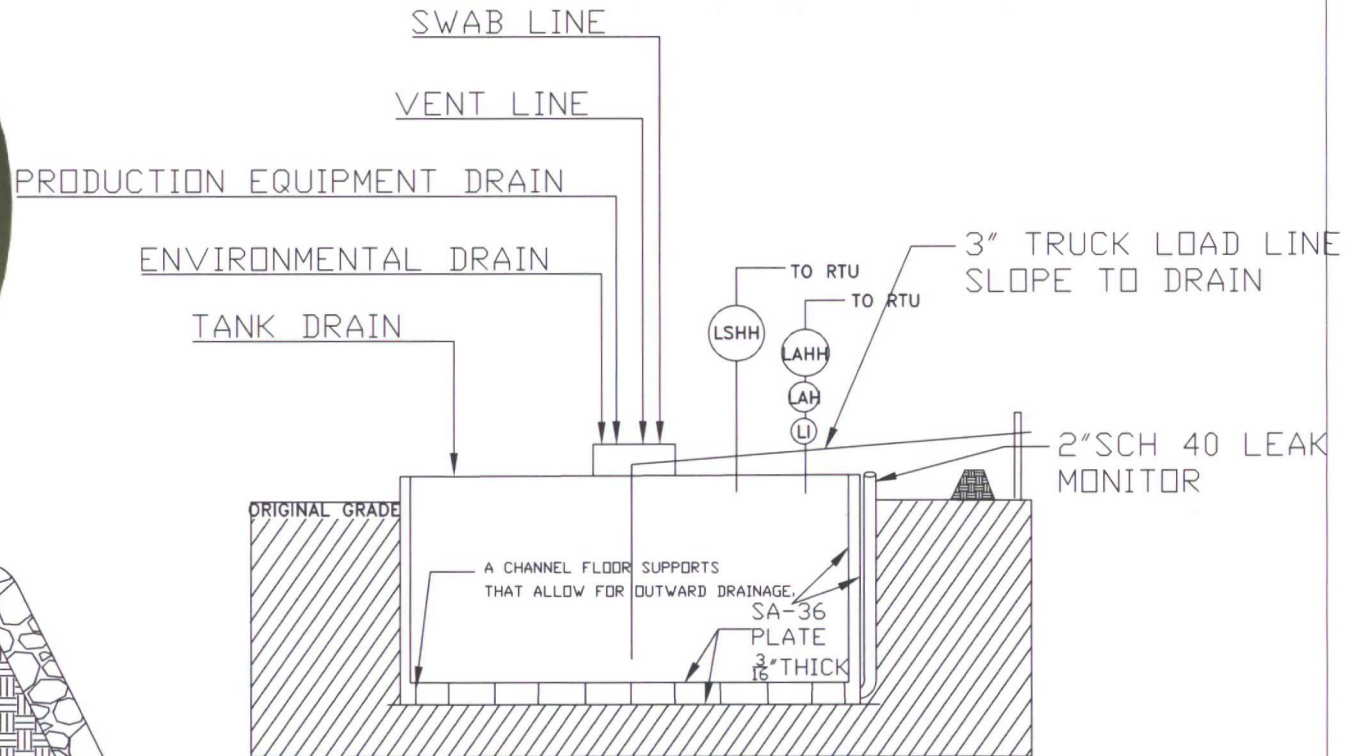 SWAB LINE
VENT LINE
PRODUCTION EQUIPMENT DRAIN
ENVIRONMENTAL DRAIN
TANK DRAIN
3" TRUCK LOAD LINE
SLOPE TO DRAIN
TO RTU
TO RTU
LSHH
LAHH
LAH
LI
2"SCH 40 LEAK
MONITOR
ORIGINAL GRADE
A CHANNEL FLOOR SUPPORTS
THAT ALLOW FOR OUTWARD DRAINAGE.
SA-36
PLATE
3/16"THICK